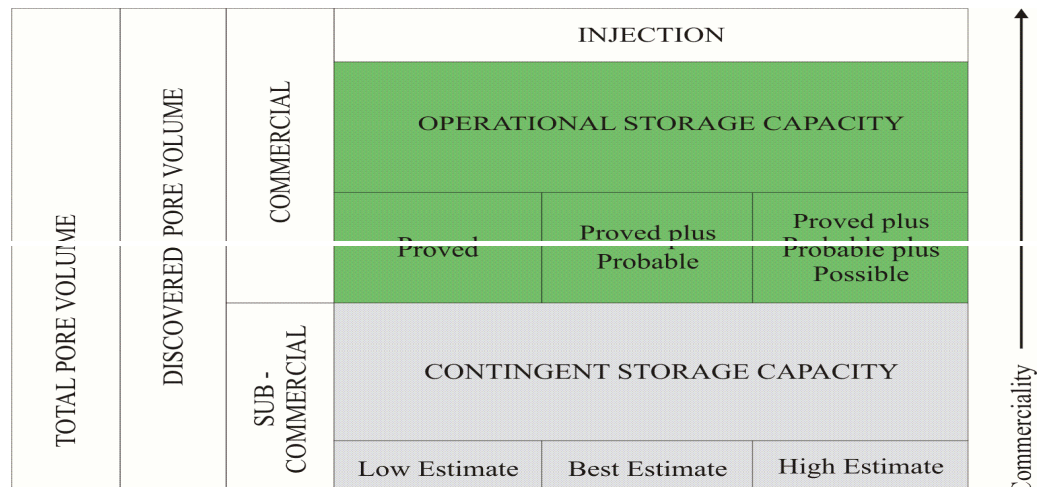 TOTAL PORE VOLUME
DISCOVERED PORE VOLUME
COMMERCIAL
INJECTION
OPERATIONAL STORAGE CAPACITY
Proved
Proved plus
Probable
Proved plus
Probable plus
Possible
SUB -
COMMERCIAL
CONTINGENT STORAGE CAPACITY
Low Estimate
Best Estimate
High Estimate
Commerciality